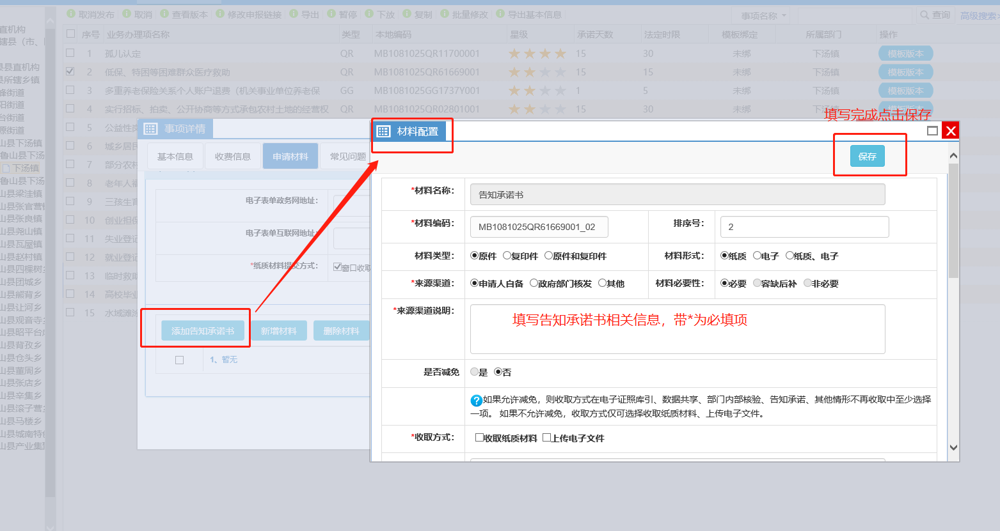 取消发布 取消 查看版本 修改申报链接 导出 暂停 下放 复制 批量修改 导出基本信息 事项名称 查询 高级搜索
序号 业务办理项名称 类型 本地编码 星级 承诺天数 法定时限 模板绑定 所属部门 操作
1 孤儿认定 QR MB1081025QR11700001 15 30 未绑 下汤镇 模板版本
2 低保、特困等困难群众医疗救助 QR MB1081025QR61669001 15 15 未绑 下汤镇 模板版本
3 多重养老保险关系个人账户退费（机关事业单位养老保 GG MB1081025GG1737Y001 1 5 未绑 下汤镇 模板版本
4 实行招标、拍卖、公开协商等方式承包农村土地的经营权 QR MB1081025QR02801001 15 30 未绑 下汤镇 模板版本
5 公益性岗
6 城乡居民
7 部分农村
8 老年人福
9 三孩生育
10 创业担保
11 失业登记
12 就业登记
13 临时救助
14 高校毕业
15 水域滩涂
直机构
辖县（市、
县直机构
所辖乡镇
峰街道
阳街道
台街道
原街道
山县下汤镇
鲁山县下汤
下汤镇
鲁山县下汤
山县梁洼镇
山县张官营镇
山县张良镇
山县尧山镇
山县瓦屋镇
山县赵村镇
山县四棵树
山县团城乡
山县熊背乡
山县让河乡
山县观音寺
山县昭平台
山县背孜乡
山县仓头乡
山县董周乡
山县张店乡
山县辛集乡
山县滚子营
山县马楼乡
山县城南特
山县产业集
事项详情
基本信息 收费信息 申请材料 常见问题
电子表单政务网地址：
电子表单互联网地址：
*纸质材料提交方式： 窗口收取
添加告知承诺书 新增材料 删除材料
1、暂无
填写完成点击保存
材料配置
X
保存
*材料名称： 告知承诺书
*材料编码： MB1081025QR61669001_02 排序号： 2
材料类型： 原件 复印件 原件和复印件 材料形式： 纸质 电子 纸质、电子
*来源渠道： 申请人自备 政府部门核发 其他 材料必要性： 必要 容缺后补 非必要
*来源渠道说明： 填写告知承诺书相关信息，带*为必填项
是否减免 是 否
?如果允许减免，则收取方式在电子证照库引、数据共享、部门内部核验、告知承诺、其他情形不再收取中至少选择
一项。 如果不允许减免，收取方式仅可选择收取纸质材料、上传电子文件。
*收取方式： 收取纸质材料 上传电子文件